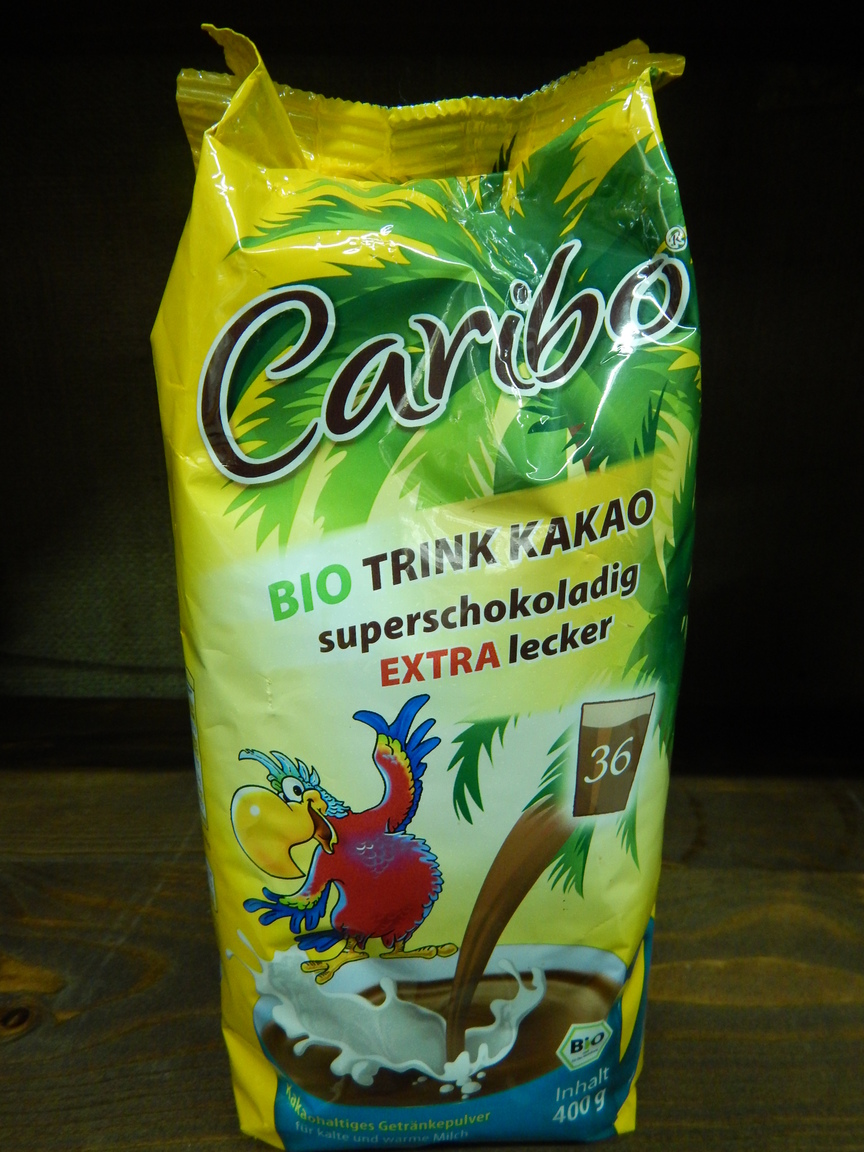 Caribo®
BIO TRINK KAKAO
superschokoladig
EXTRA lecker
36
BIO
Inhalt
400 g
Kakaohaltiges Getränkepulver
für kalte und warme Milch